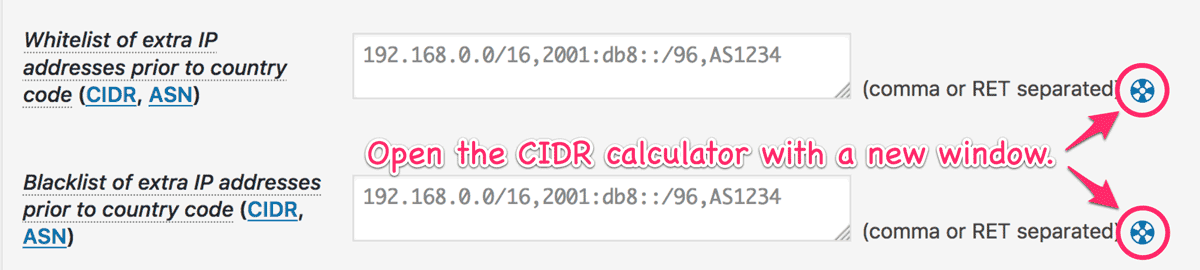 Whitelist of extra IP
addresses prior to country
code (CIDR, ASN)
192.168.0.0/16,2001:db8::/96,AS1234
(comma or RET separated)
Open the CIDR calculator with a new window.
Blacklist of extra IP addresses
prior to country code (CIDR,
ASN)
192.168.0.0/16,2001:db8::/96,AS1234
(comma or RET separated)